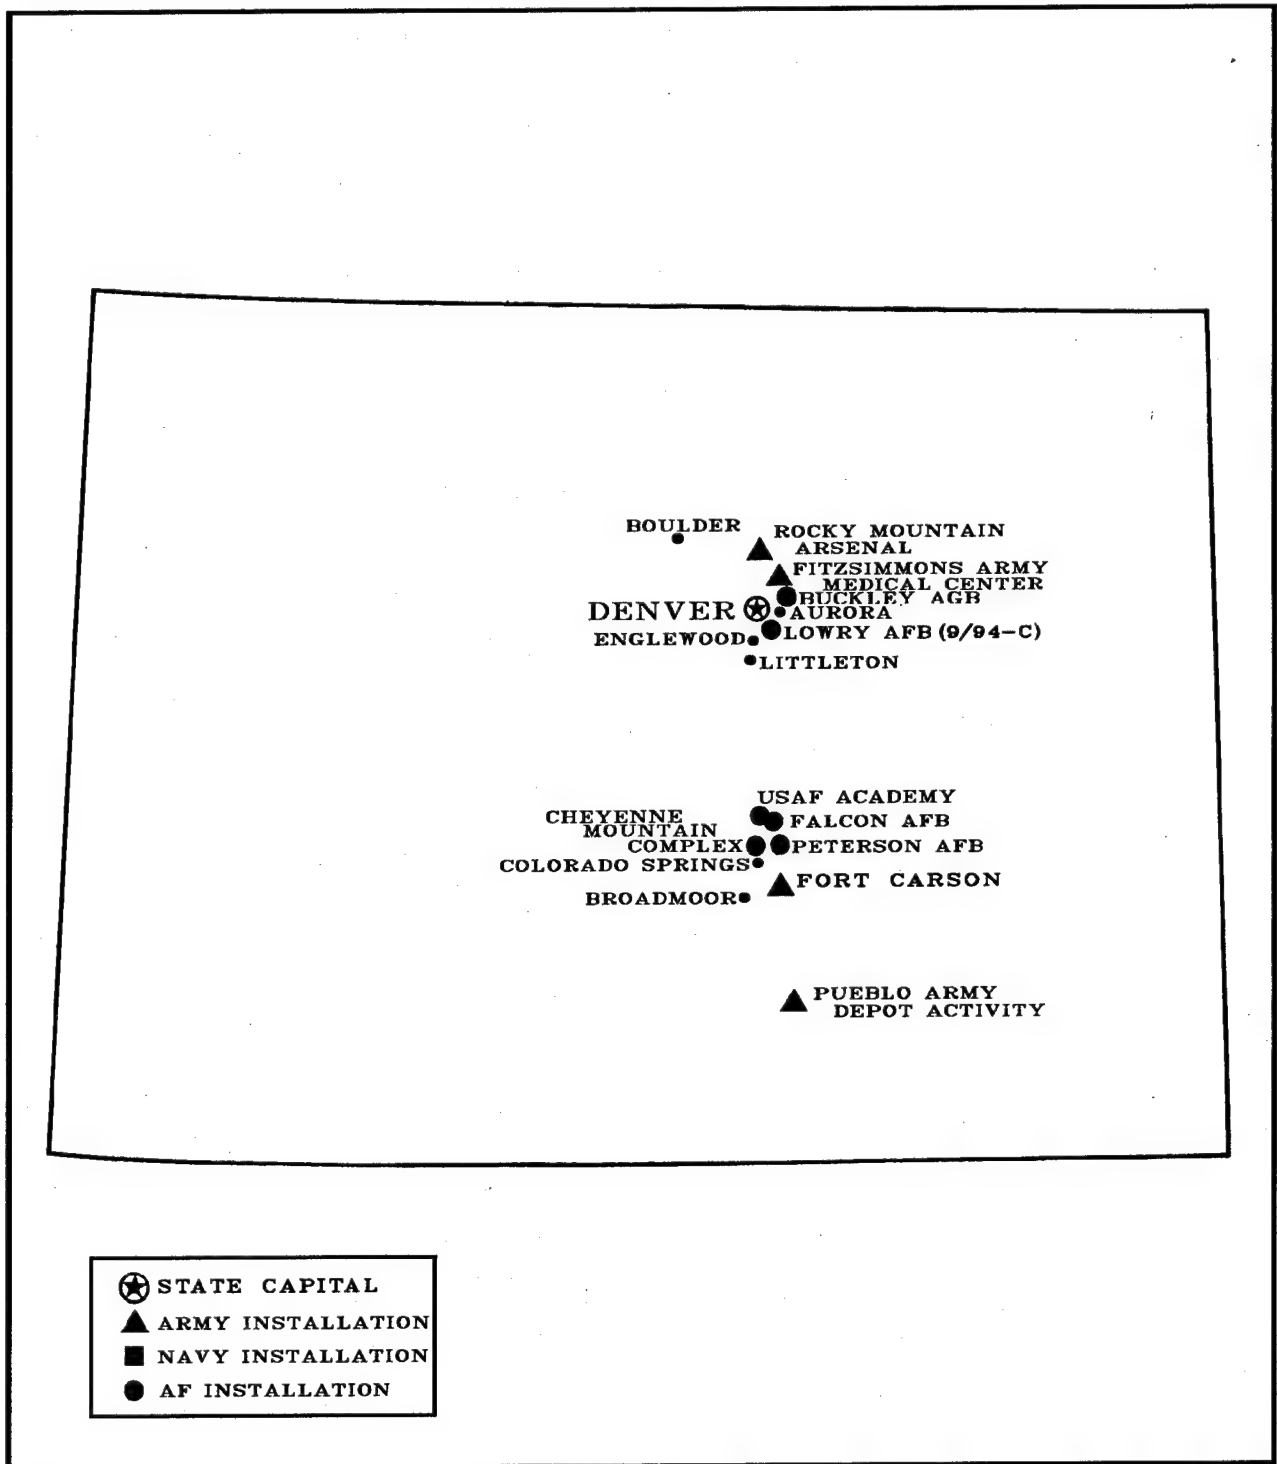 BOULDER
ROCKY MOUNTAIN
ARSENAL
FITZSIMMONS ARMY
MEDICAL CENTER
BUCKLEY AGB
DENVER
AURORA
LOWRY AFB (9/94-C)
ENGLEWOOD
LITTLETON
USAF ACADEMY
CHEYENNE
MOUNTAIN
COMPLEX
FALCON AFB
PETERSON AFB
COLORADO SPRINGS
FORT CARSON
BROADMOOR
PUEBLO ARMY
DEPOT ACTIVITY
STATE CAPITAL
ARMY INSTALLATION
NAVY INSTALLATION
AF INSTALLATION